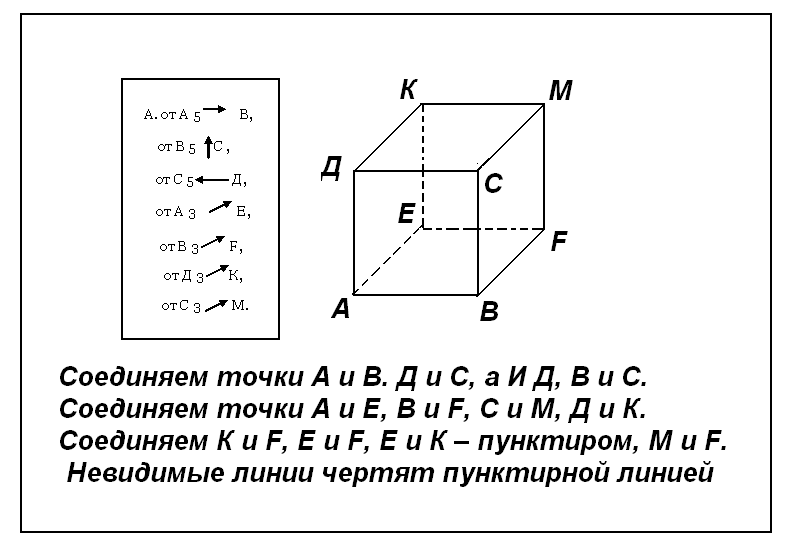 А. от А 5 → В,
от В 5 ↑ С,
от С 5 ← Д,
от А 3 ↗ Е,
от В 3 ↗ F,
от Д 3 ↗ К,
от С 3 ↗ М.
К
М
Д
С
Е
F
А
В
Соединяем точки А и В. Д и С, а И Д, В и С.
Соединяем точки А и Е, В и F, С и М, Д и К.
Соединяем К и F, Е и F, Е и К – пунктиром, М и F.
Невидимые линии чертят пунктирной линией